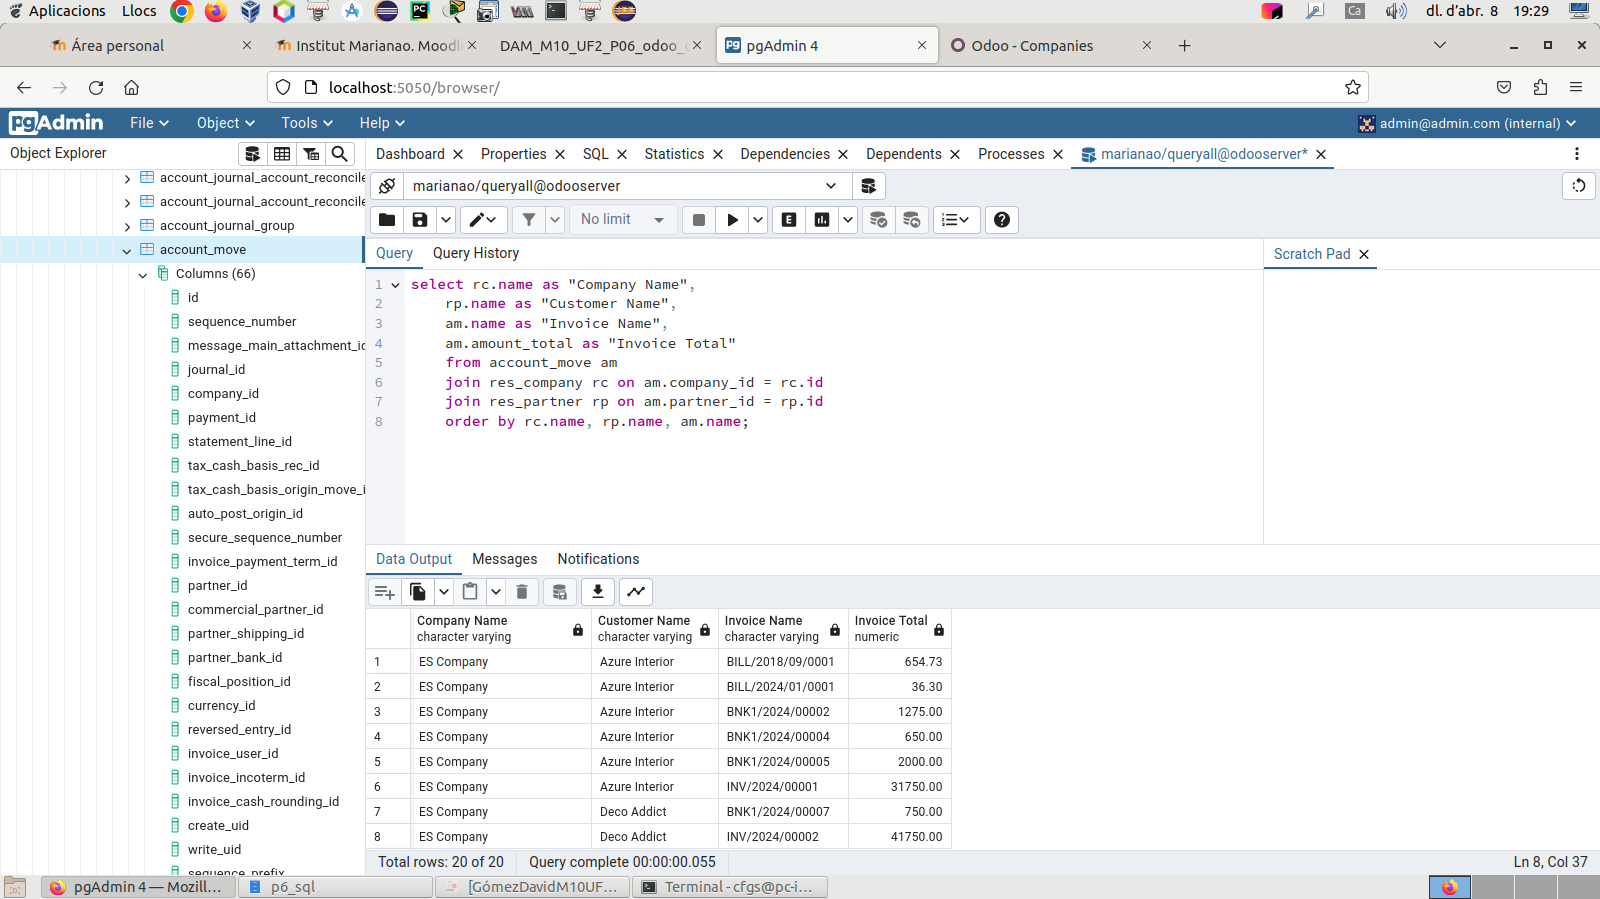 Aplicacions Llocs Ca dl. d'abr. 8 19:29
Área personal
Institut Marianao. Moodl
DAM_M10_UF2_P06_odoo_
pgAdmin 4
Odoo - Companies
localhost:5050/browser/
pgAdmin File Object Tools Help admin@admin.com (internal)
Object Explorer
Dashboard Properties SQL Statistics Dependencies Dependents Processes marianao/queryall@odooserver*
account_journal_account_reconcile
account_journal_account_reconcile
account_journal_group
account_move
Columns (66)
id
sequence_number
message_main_attachment_id
journal_id
company_id
payment_id
statement_line_id
tax_cash_basis_rec_id
tax_cash_basis_origin_move_i
auto_post_origin_id
secure_sequence_number
invoice_payment_term_id
partner_id
commercial_partner_id
partner_shipping_id
partner_bank_id
fiscal_position_id
currency_id
reversed_entry_id
invoice_user_id
invoice_incoterm_id
invoice_cash_rounding_id
create_uid
write_uid
sequence_prefix
marianao/queryall@odooserver
No limit
E
Query Query History
Scratch Pad
1 select rc.name as "Company Name",
2 rp.name as "Customer Name",
3 am.name as "Invoice Name",
4 am.amount_total as "Invoice Total"
5 from account_move am
6 join res_company rc on am.company_id = rc.id
7 join res_partner rp on am.partner_id = rp.id
8 order by rc.name, rp.name, am.name;
Data Output Messages Notifications
Company Name Customer Name Invoice Name Invoice Total
character varying character varying character varying numeric
1 ES Company Azure Interior BILL/2018/09/0001 654.73
2 ES Company Azure Interior BILL/2024/01/0001 36.30
3 ES Company Azure Interior BNK1/2024/00002 1275.00
4 ES Company Azure Interior BNK1/2024/00004 650.00
5 ES Company Azure Interior BNK1/2024/00005 2000.00
6 ES Company Azure Interior INV/2024/00001 31750.00
7 ES Company Deco Addict BNK1/2024/00007 750.00
8 ES Company Deco Addict INV/2024/00002 41750.00
Total rows: 20 of 20 Query complete 00:00:00.055 Ln 8, Col 37
pgAdmin 4 — Mozill...
p6_sql
[GómezDavidM10UF...
Terminal - cfgs@pc-i...